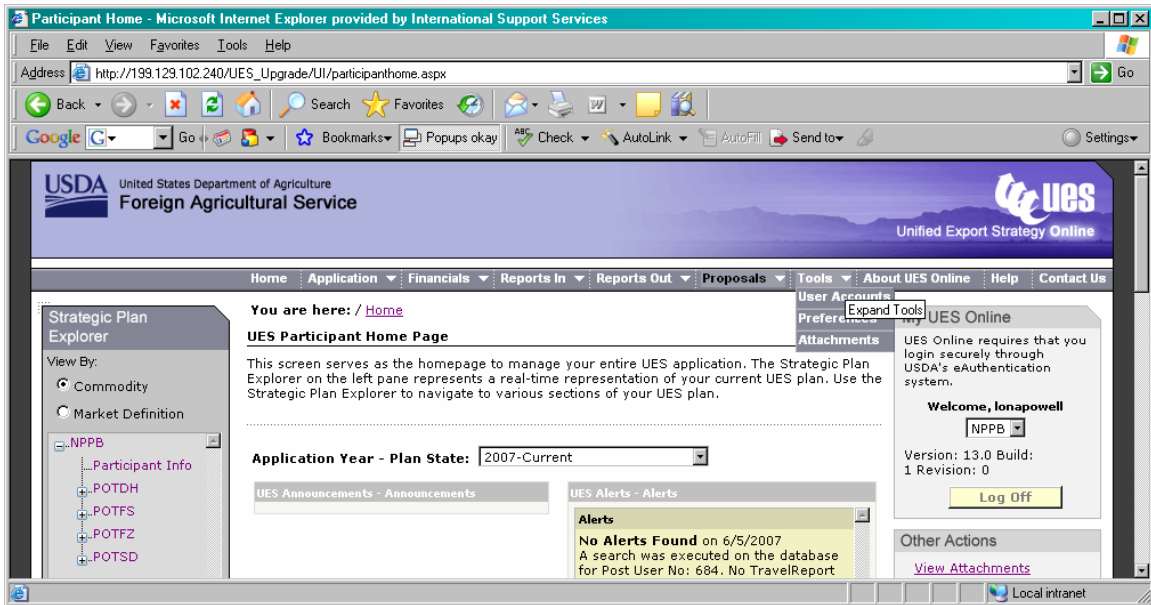 Participant Home - Microsoft Internet Explorer provided by International Support Services
File Edit View Favorites Tools Help
Address http://199.129.102.240/UES_Upgrade/UI/participanthome.aspx Go
Back Search Favorites
Google G Go Bookmarks Popups okay ABC Check AutoLink AutoFill Send to Settings
USDA United States Department of Agriculture
Foreign Agricultural Service
ues
Unified Export Strategy Online
Home Application Financials Reports In Reports Out Proposals Tools About UES Online Help Contact Us
User Accounts
Expand Tools
Preferences
Attachments
Strategic Plan
Explorer
View By:
Commodity
Market Definition
NPPB
Participant Info
POTDH
POTFS
POTFZ
POTSD
You are here: / Home
UES Participant Home Page
This screen serves as the homepage to manage your entire UES application. The Strategic Plan
Explorer on the left pane represents a real-time representation of your current UES plan. Use the
Strategic Plan Explorer to navigate to various sections of your UES plan.
Application Year - Plan State: 2007-Current
UES Announcements - Announcements
UES Alerts - Alerts
Alerts
No Alerts Found on 6/5/2007
A search was executed on the database
for Post User No: 684. No TravelReport
My UES Online
UES Online requires that you
login securely through
USDA's eAuthentication
system.
Welcome, lonapowell
NPPB
Version: 13.0 Build:
1 Revision: 0
Log Off
Other Actions
View Attachments
Local intranet